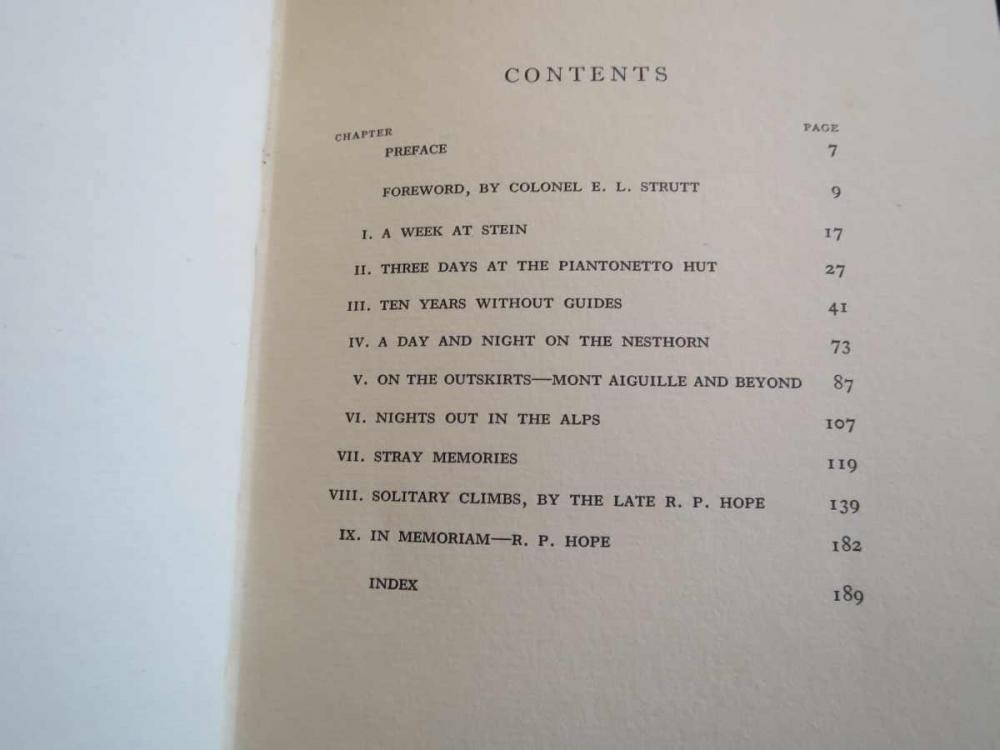 CONTENTS
CHAPTER PAGE
PREFACE 7
FOREWORD, BY COLONEL E. L. STRUTT 9
I. A WEEK AT STEIN 17
II. THREE DAYS AT THE PIANTONETTO HUT 27
III. TEN YEARS WITHOUT GUIDES 41
IV. A DAY AND NIGHT ON THE NESTHORN 73
V. ON THE OUTSKIRTS—MONT AIGUILLE AND BEYOND 87
VI. NIGHTS OUT IN THE ALPS 107
VII. STRAY MEMORIES 119
VIII. SOLITARY CLIMBS, BY THE LATE R. P. HOPE 139
IX. IN MEMORIAM—R. P. HOPE 182
INDEX 189